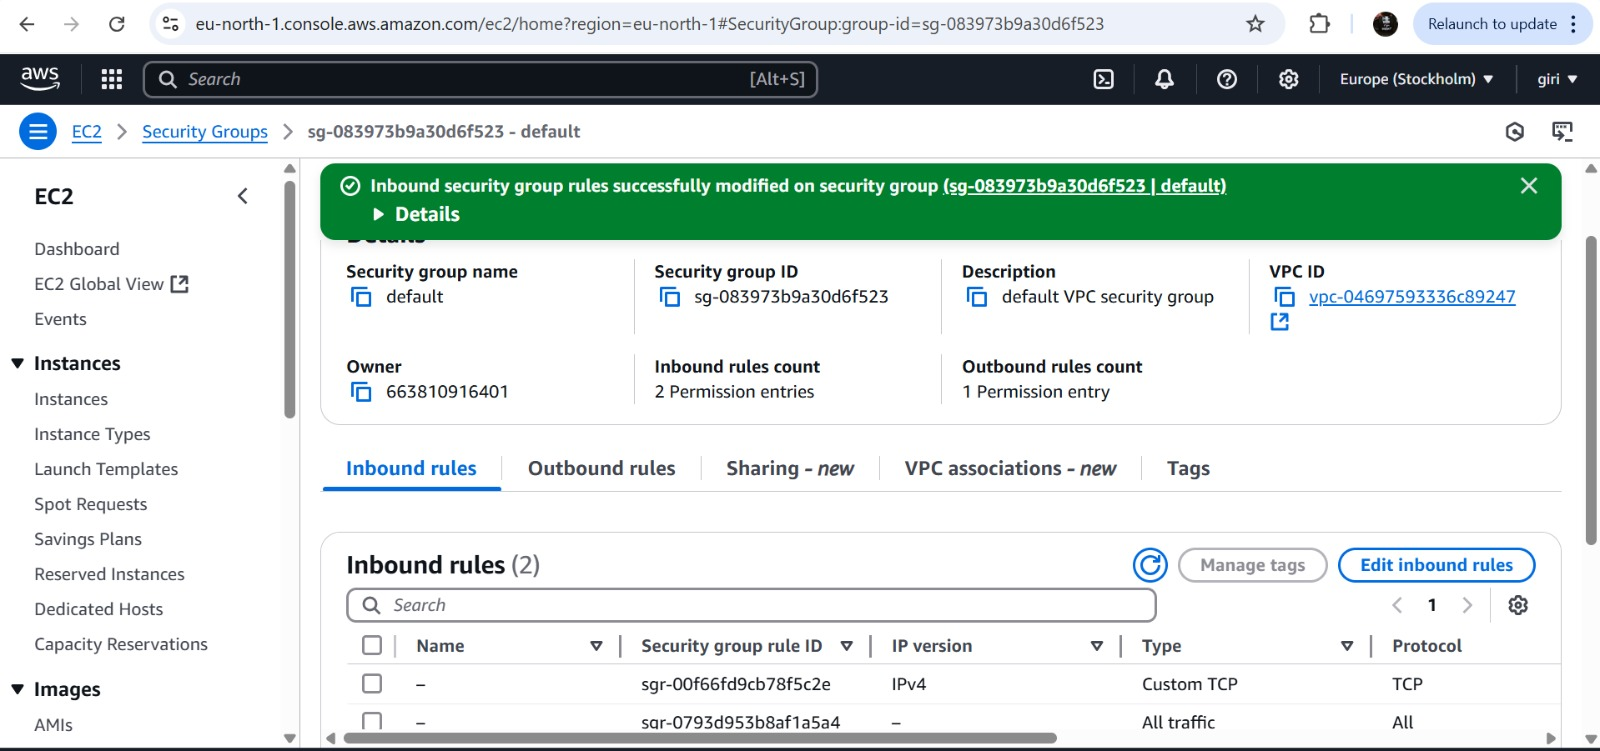 eu-north-1.console.aws.amazon.com/ec2/home?region=eu-north-1#SecurityGroup:group-id=sg-083973b9a30d6f523
Relaunch to update
aws
Search
[Alt+S]
Europe (Stockholm)
giri
EC2
Security Groups
sg-083973b9a30d6f523 - default
EC2
Dashboard
EC2 Global View
Events
Instances
Instances
Instance Types
Launch Templates
Spot Requests
Savings Plans
Reserved Instances
Dedicated Hosts
Capacity Reservations
Images
AMIs
Inbound security group rules successfully modified on security group (sg-083973b9a30d6f523 | default)
Details
Details
Security group name
default
Security group ID
sg-083973b9a30d6f523
Description
default VPC security group
VPC ID
vpc-04697593336c89247
Owner
663810916401
Inbound rules count
2 Permission entries
Outbound rules count
1 Permission entry
Inbound rules
Outbound rules
Sharing - new
VPC associations - new
Tags
Inbound rules (2)
Manage tags
Edit inbound rules
Search
1
Name
Security group rule ID
IP version
Type
Protocol
–
sgr-00f66fd9cb78f5c2e
IPv4
Custom TCP
TCP
–
sgr-0793d953b8af1a5a4
–
All traffic
All